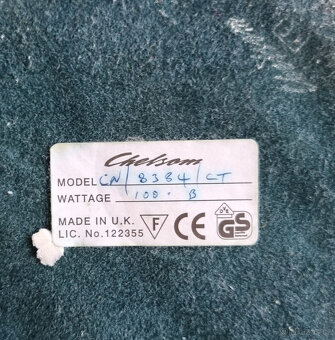 Chelsom
MODEL CN/8384/CT
WATTAGE 100. B
MADE IN U.K. F CE GS
LIC. No.122355